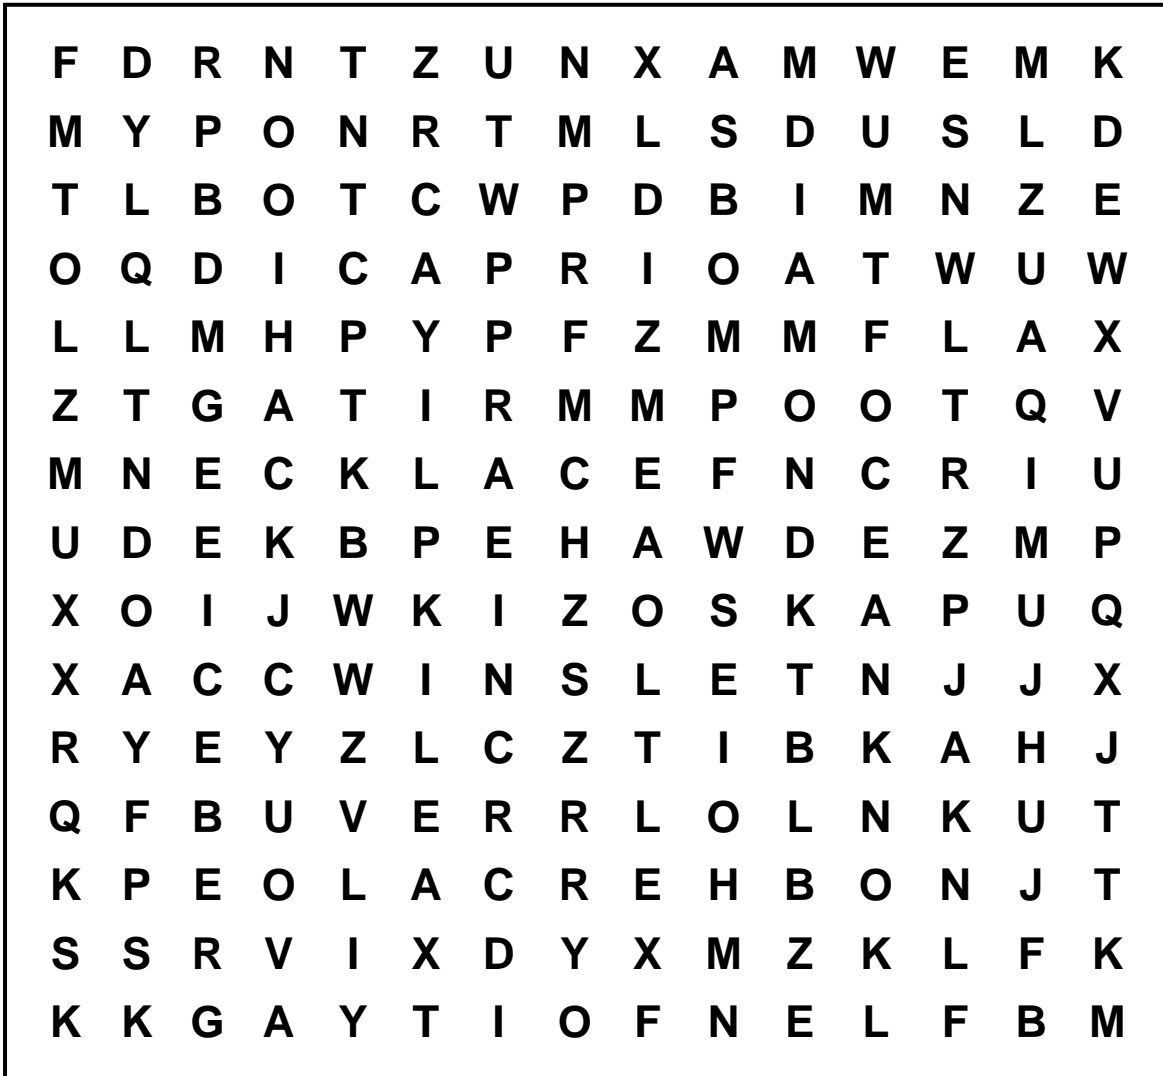 F D R N T Z U N X A M W E M K
M Y P O N R T M L S D U S L D
T L B O T C W P D B I M N Z E
O Q D I C A P R I O A T W U W
L L M H P Y P F Z M M F L A X
Z T G A T I R M M P O O T Q V
M N E C K L A C E F N C R I U
U D E K B P E H A W D E Z M P
X O I J W K I Z O S K A P U Q
X A C C W I N S L E T N J J X
R Y E Y Z L C Z T I B K A H J
Q F B U V E R R L O L N K U T
K P E O L A C R E H B O N J T
S S R V I X D Y X M Z K L F K
K K G A Y T I O F N E L F B M